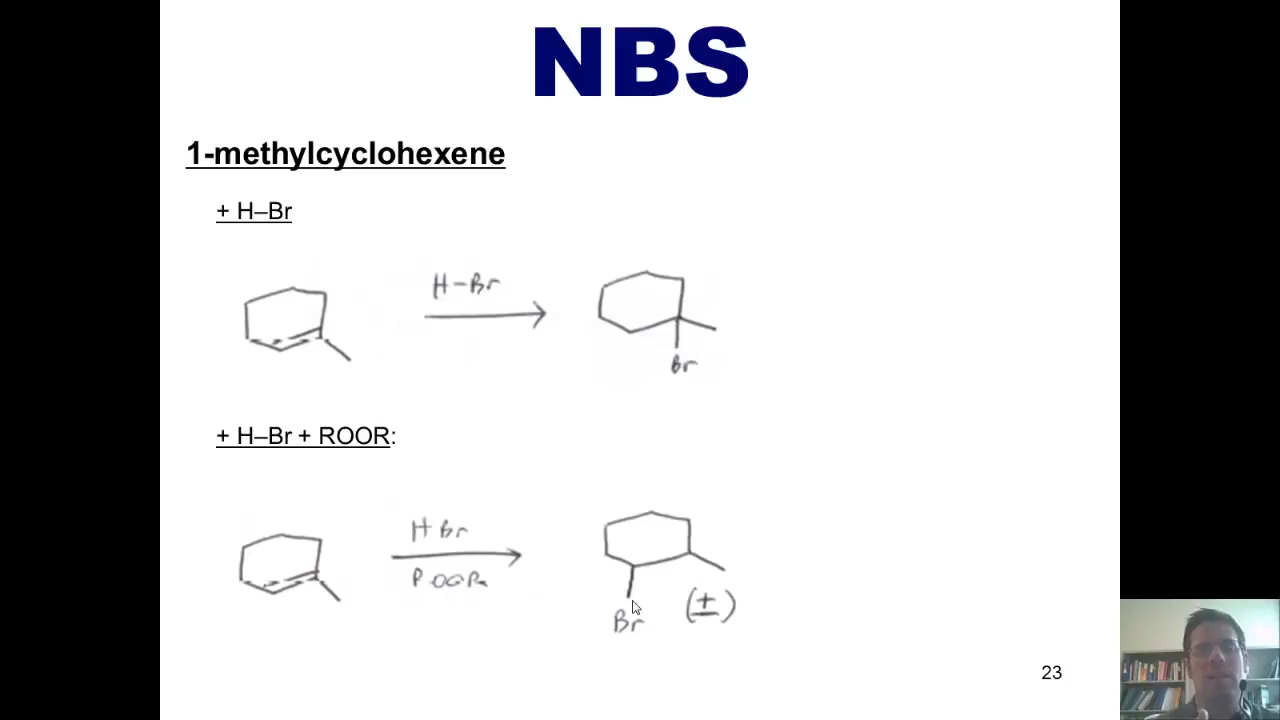 NBS
1-methylcyclohexene
+ H–Br
H-Br
Br
+ H–Br + ROOR:
H Br
ROOR
Br
(±)
23